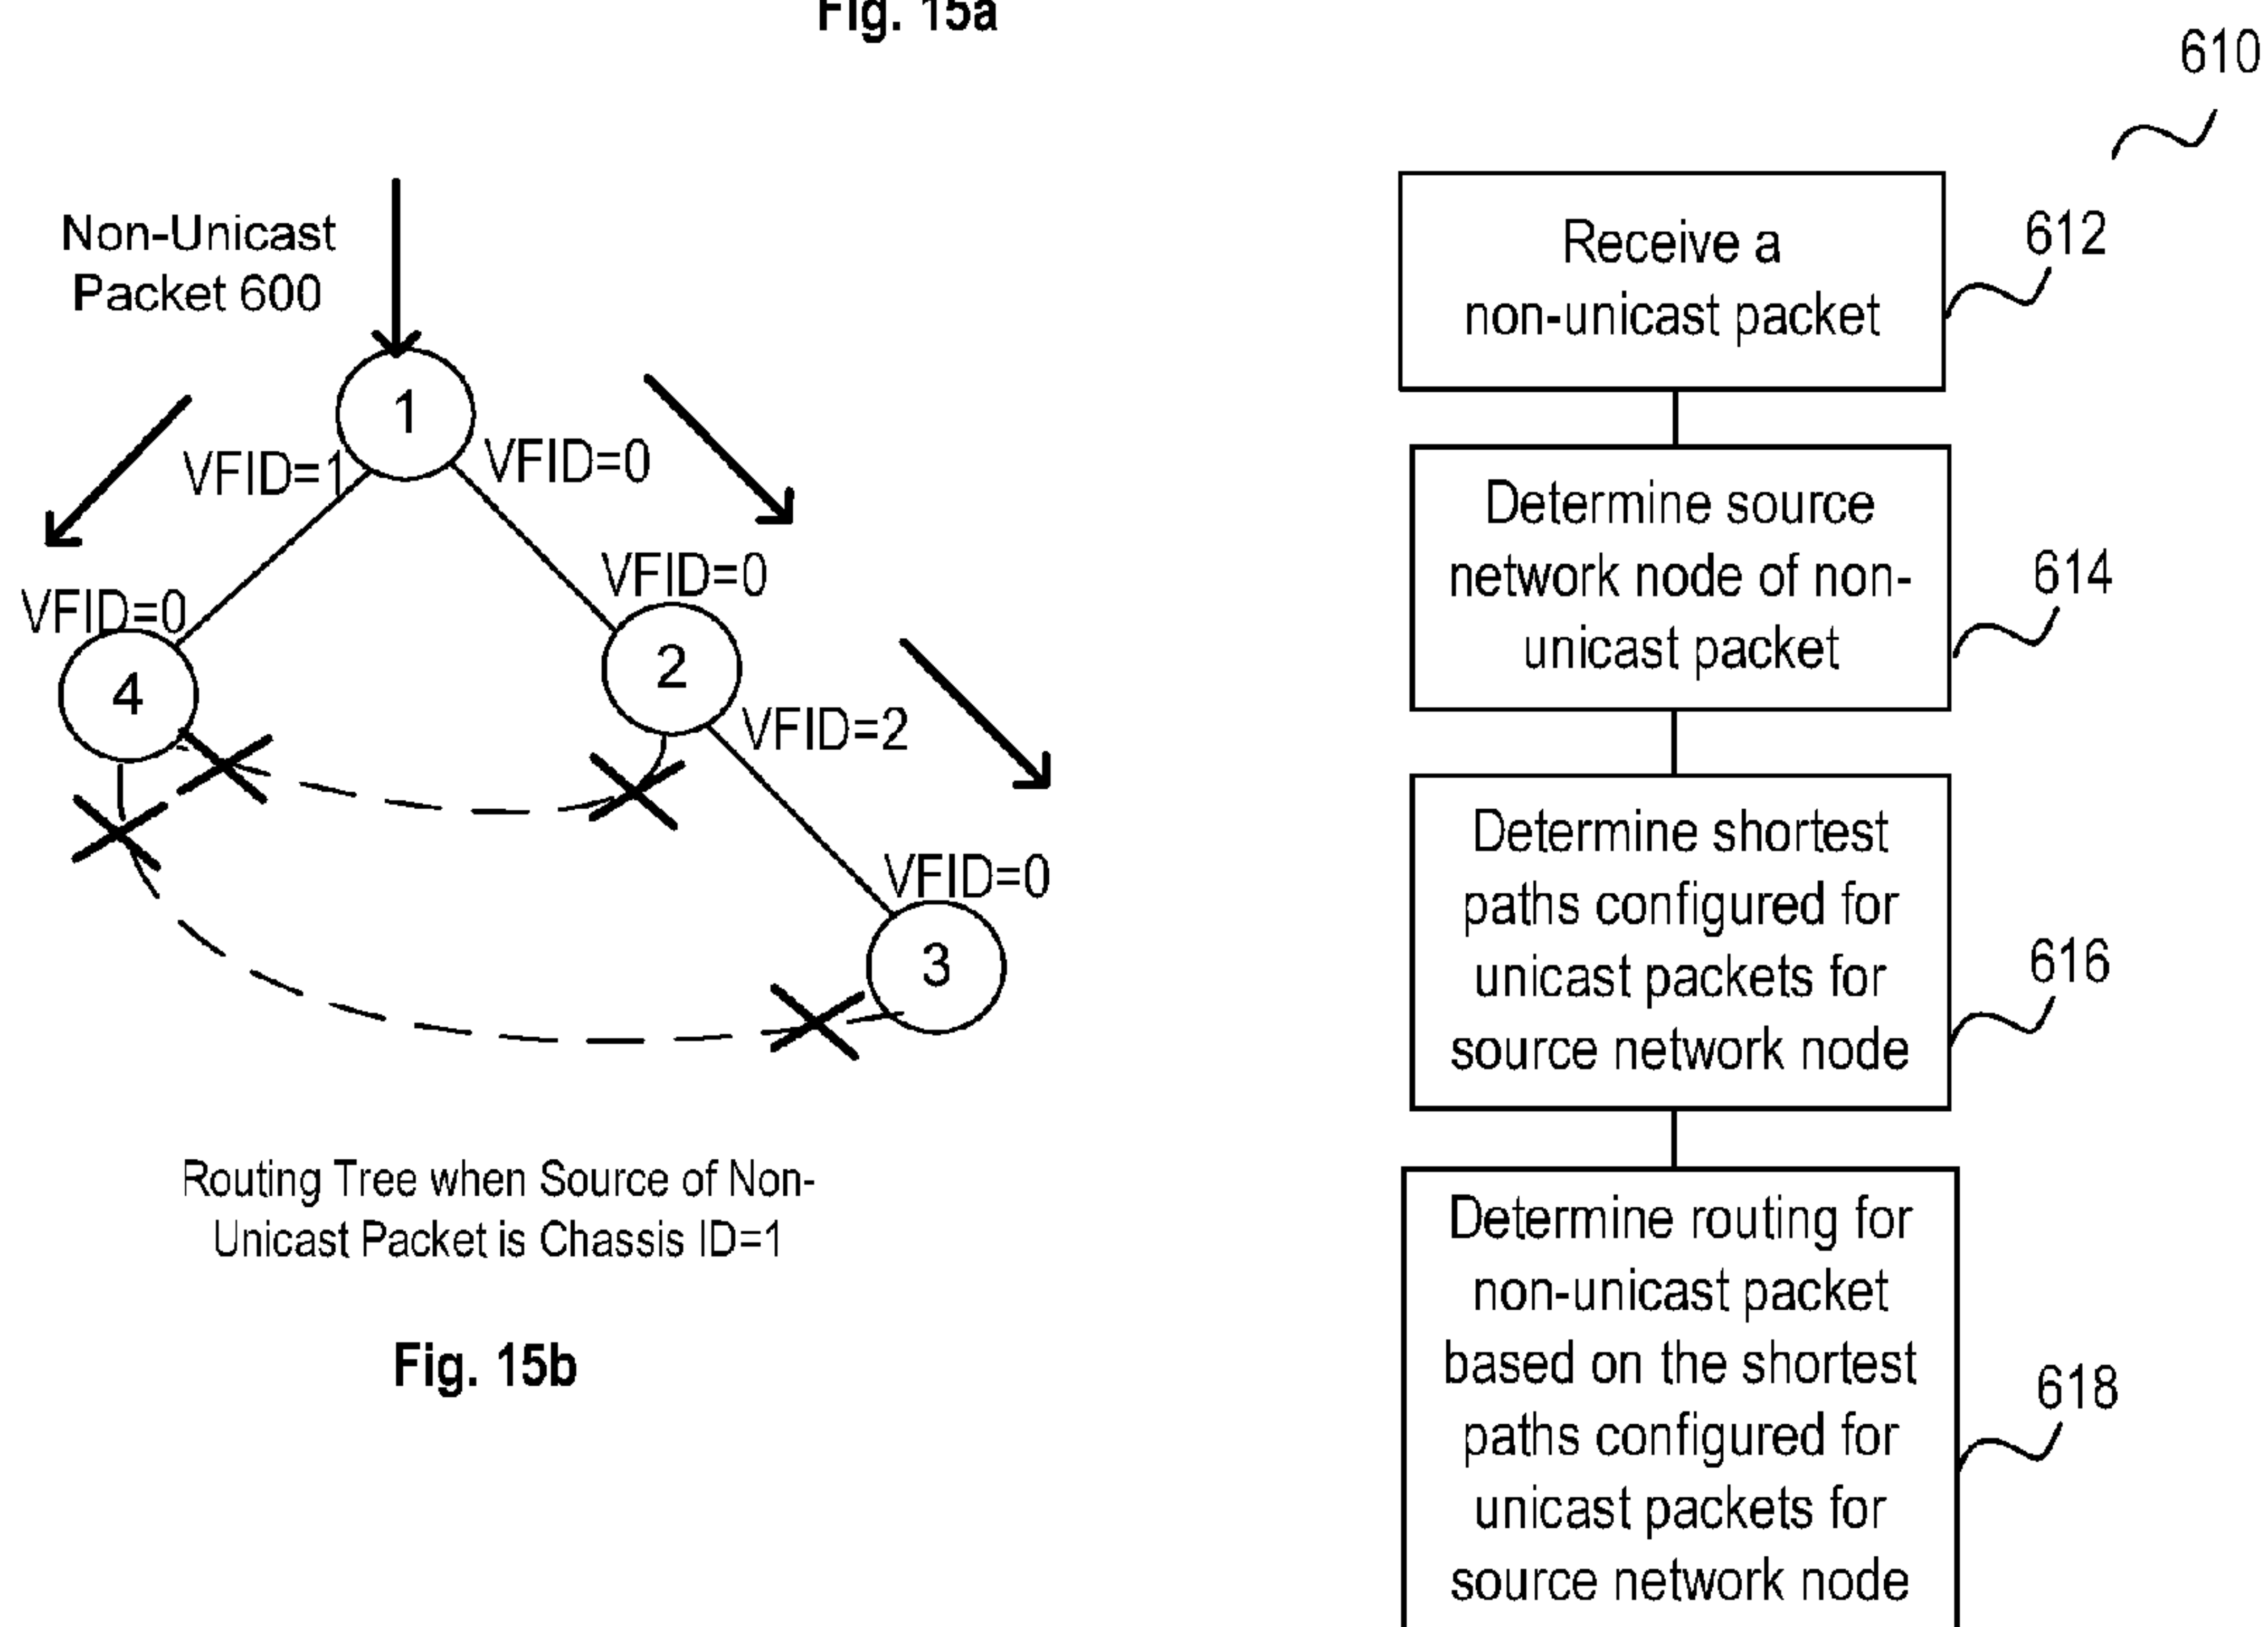 Fig. 15a
Non-Unicast
Packet 600
1
VFID=1
VFID=0
VFID=0
VFID=0
4
2
VFID=2
VFID=0
3
Routing Tree when Source of Non-
Unicast Packet is Chassis ID=1
Fig. 15b
610
Receive a
non-unicast packet
612
Determine source
network node of non-
unicast packet
614
Determine shortest
paths configured for
unicast packets for
source network node
616
Determine routing for
non-unicast packet
based on the shortest
paths configured for
unicast packets for
source network node
618